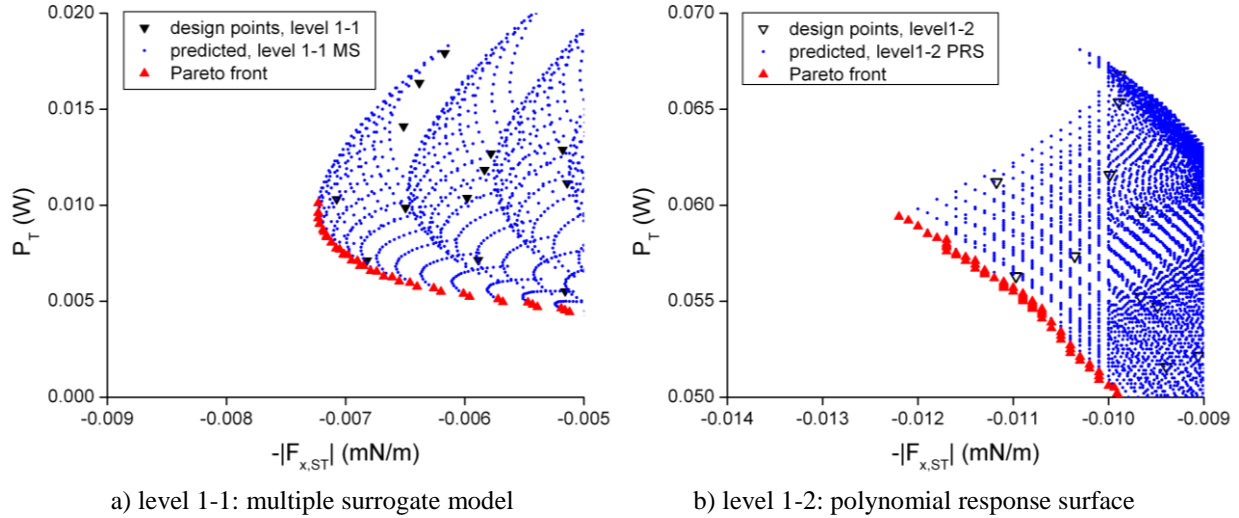 0.020
0.015
0.010
0.005
0.000
P_T (W)
design points, level 1-1
predicted, level 1-1 MS
Pareto front
-0.009
-0.008
-0.007
-0.006
-0.005
-|F_x,ST| (mN/m)
a) level 1-1: multiple surrogate model
0.070
0.065
0.060
0.055
0.050
P_T (W)
design points, level1-2
predicted, level1-2 PRS
Pareto front
-0.014
-0.013
-0.012
-0.011
-0.010
-0.009
-|F_x,ST| (mN/m)
b) level 1-2: polynomial response surface